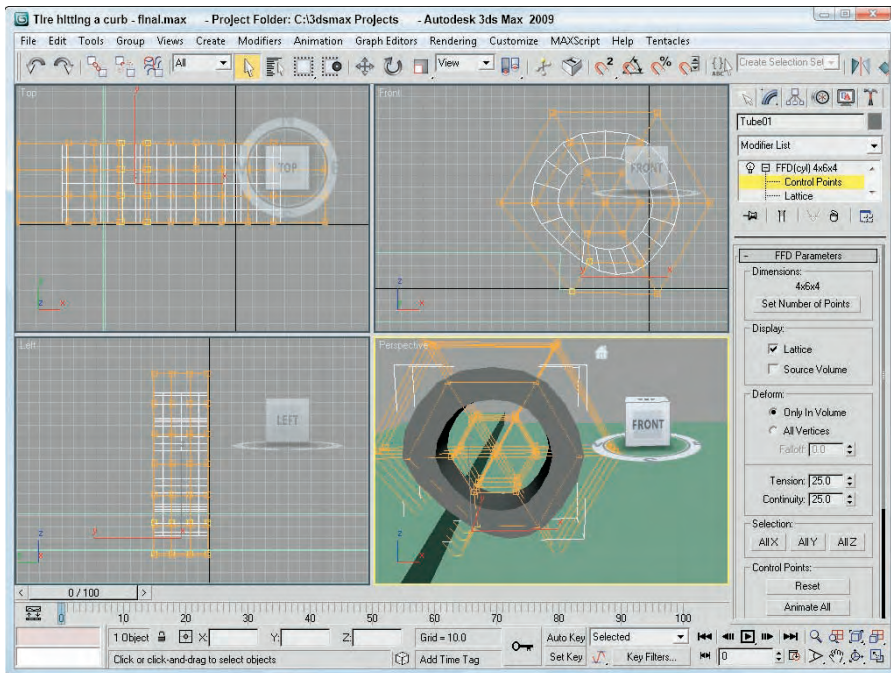 Tire hitting a curb - final.max - Project Folder: C:\3dsmax Projects - Autodesk 3ds Max 2009
File Edit Tools Group Views Create Modifiers Animation Graph Editors Rendering Customize MAXScript Help Tentacles
All View Create Selection Set
Top
TOP
Front
FRONT
Left
LEFT
Perspective
FRONT
Tube01
Modifier List
FFD(cyl) 4x6x4
Control Points
Lattice
FFD Parameters
Dimensions:
4x6x4
Set Number of Points
Display:
Lattice
Source Volume
Deform:
Only In Volume
All Vertices
Falloff: 0.0
Tension: 25.0
Continuity: 25.0
Selection:
All X All Y All Z
Control Points:
Reset
Animate All
0 / 100
0 10 20 30 40 50 60 70 80 90 100
1 Object X: Y: Z: Grid = 10.0 Auto Key Selected
Click or click-and-drag to select objects Add Time Tag Set Key Key Filters... 0